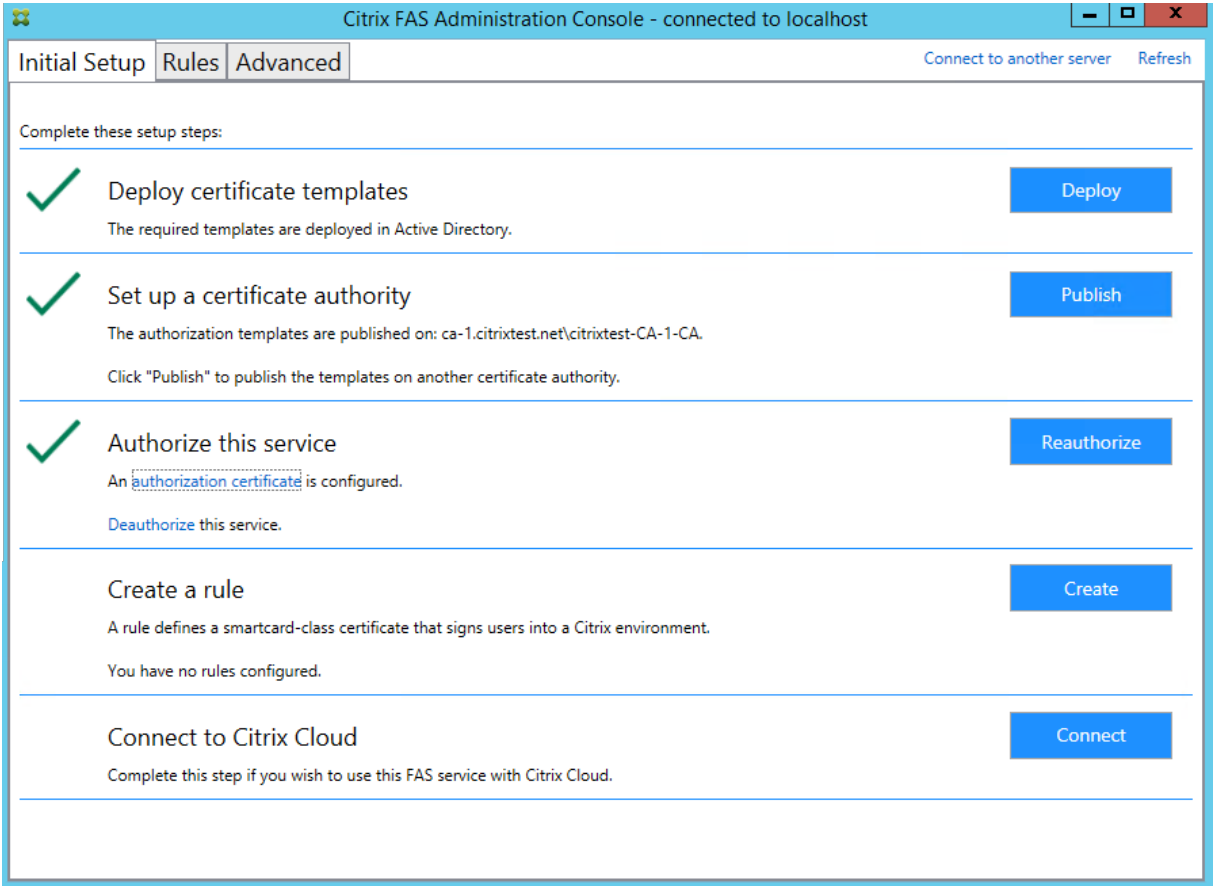 Citrix FAS Administration Console - connected to localhost
Initial Setup Rules Advanced Connect to another server Refresh
Complete these setup steps:
Deploy certificate templates
Deploy
The required templates are deployed in Active Directory.
Set up a certificate authority
Publish
The authorization templates are published on: ca-1.citrixtest.net\citrixtest-CA-1-CA.
Click "Publish" to publish the templates on another certificate authority.
Authorize this service
Reauthorize
An authorization certificate is configured.
Deauthorize this service.
Create a rule
Create
A rule defines a smartcard-class certificate that signs users into a Citrix environment.
You have no rules configured.
Connect to Citrix Cloud
Connect
Complete this step if you wish to use this FAS service with Citrix Cloud.